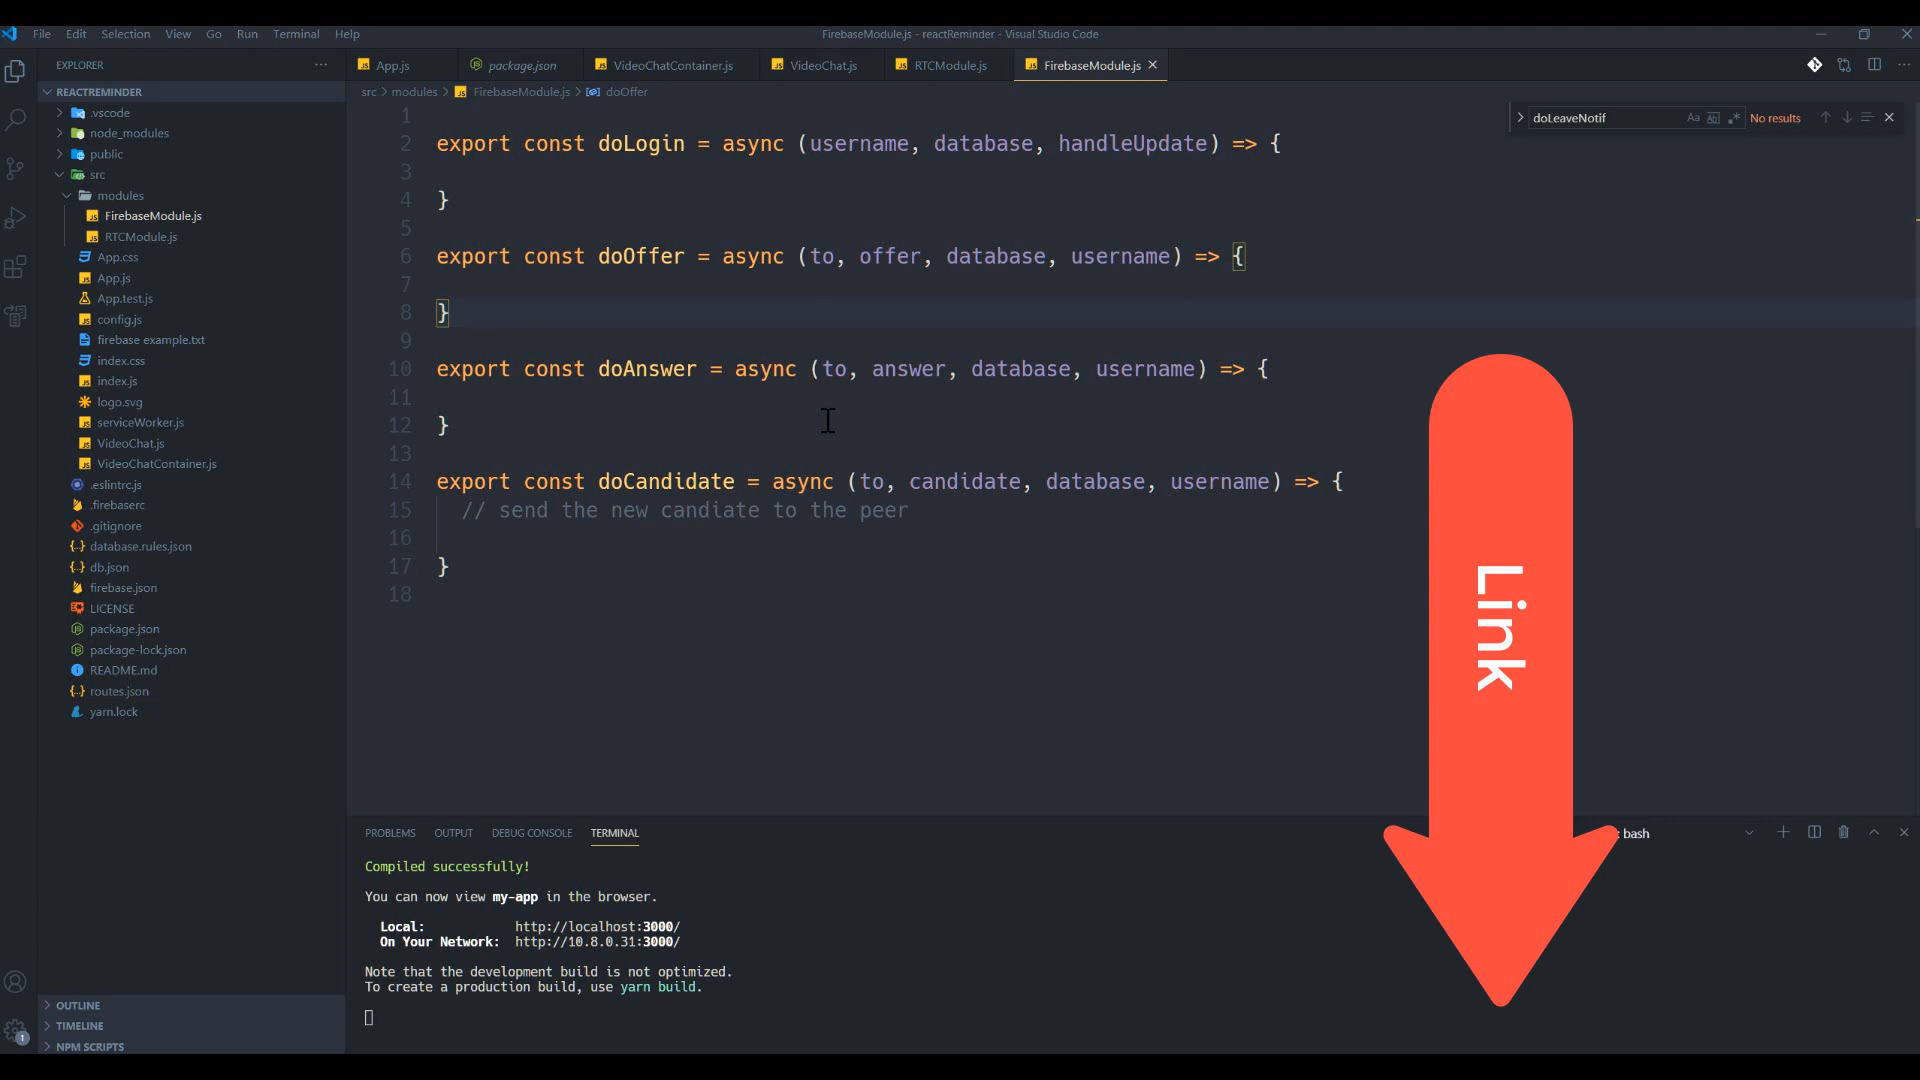 File Edit Selection View Go Run Terminal Help
FirebaseModule.js - reactReminder - Visual Studio Code
EXPLORER
App.js package.json VideoChatContainer.js VideoChat.js RTCModule.js FirebaseModule.js
REACTREMINDER
.vscode
node_modules
public
src
modules
FirebaseModule.js
RTCModule.js
App.css
App.js
App.test.js
config.js
firebase example.txt
index.css
index.js
logo.svg
serviceWorker.js
VideoChat.js
VideoChatContainer.js
.eslintrc.js
.firebaserc
.gitignore
database.rules.json
db.json
firebase.json
LICENSE
package.json
package-lock.json
README.md
routes.json
yarn.lock
OUTLINE
TIMELINE
NPM SCRIPTS
1
src > modules > FirebaseModule.js > doOffer
doLeaveNotif Aa Ab .* No results
1
2 export const doLogin = async (username, database, handleUpdate) => {
3
4 }
5
6 export const doOffer = async (to, offer, database, username) => {
7
8 }
9
10 export const doAnswer = async (to, answer, database, username) => {
11
12 }
13
14 export const doCandidate = async (to, candidate, database, username) => {
15 // send the new candiate to the peer
16
17 }
18
Link
PROBLEMS OUTPUT DEBUG CONSOLE TERMINAL
: bash
Compiled successfully!
You can now view my-app in the browser.
Local: http://localhost:3000/
On Your Network: http://10.8.0.31:3000/
Note that the development build is not optimized.
To create a production build, use yarn build.